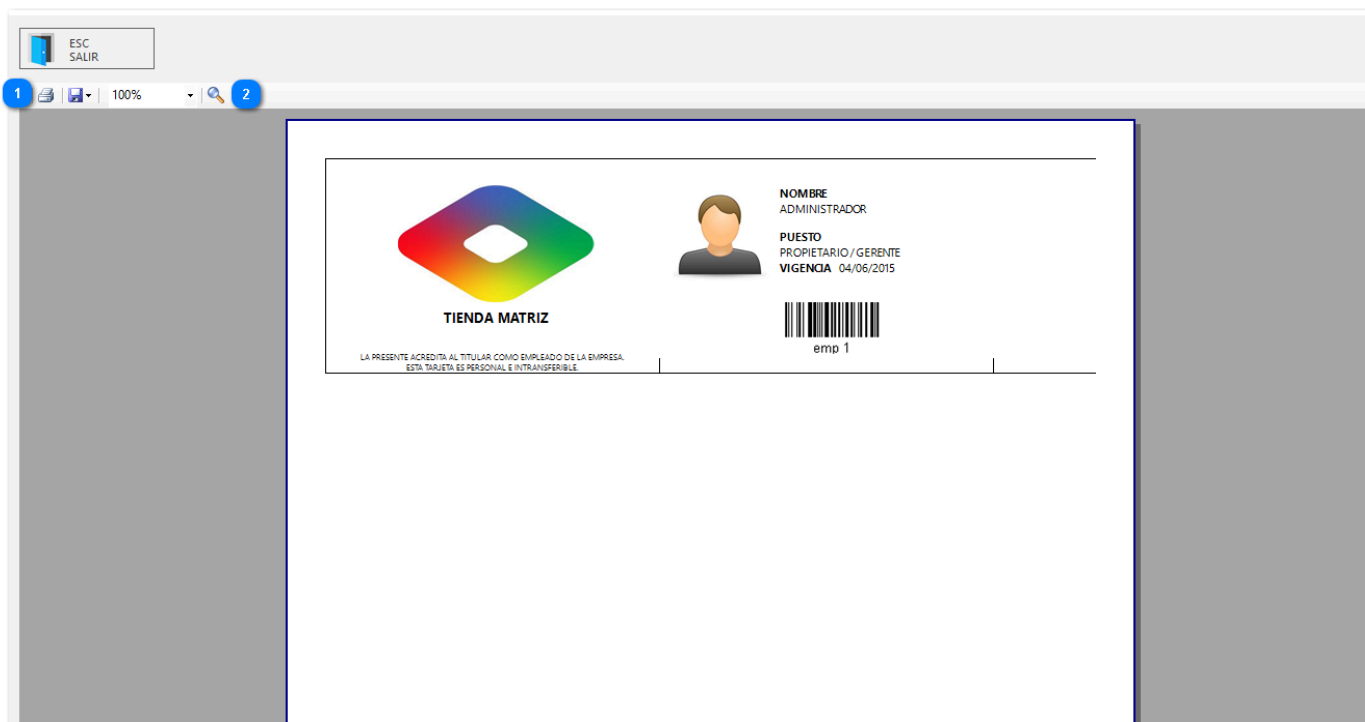 ESC
SALIR
1
100%
2
NOMBRE
ADMINISTRADOR
PUESTO
PROPIETARIO / GERENTE
VIGENCIA 04/06/2015
TIENDA MATRIZ
emp 1
LA PRESENTE ACREDITA AL TITULAR COMO EMPLEADO DE LA EMPRESA.
ESTA TARJETA ES PERSONAL E INTRANSFERIBLE.